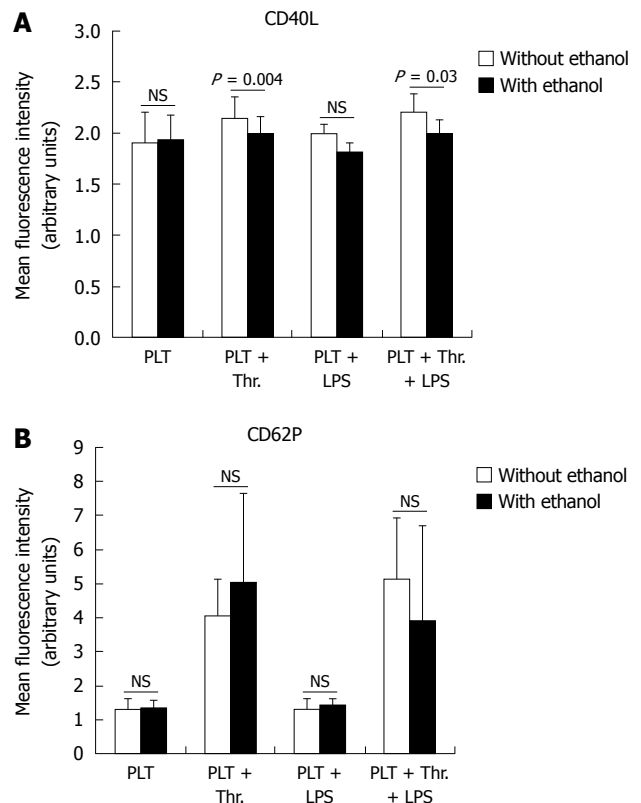 A
CD40L
Mean fluorescence intensity
(arbitrary units)
3.0
2.5
2.0
1.5
1.0
0.5
0.0
NS
P = 0.004
NS
P = 0.03
Without ethanol
With ethanol
PLT
PLT +
Thr.
PLT +
LPS
PLT + Thr.
+ LPS
B
CD62P
Mean fluorescence intensity
(arbitrary units)
9
8
7
6
5
4
3
2
1
0
NS
NS
NS
NS
Without ethanol
With ethanol
PLT
PLT +
Thr.
PLT +
LPS
PLT + Thr.
+ LPS